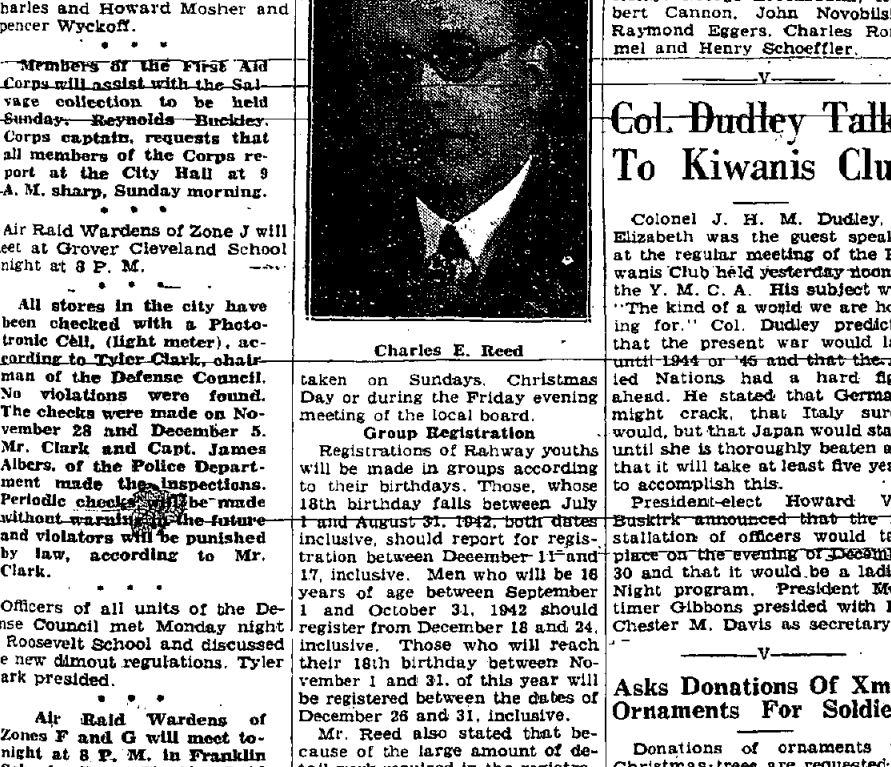 harles and Howard Mosher and
pencer Wyckoff.
Members of the First Aid
Corps will assist with the Sal-
vage collection to be held
Sunday. Reynolds Buckley,
Corps captain, requests that
all members of the Corps re-
port at the City Hall at 9
A. M. sharp, Sunday morning.
Air Raid Wardens of Zone J will
eet at Grover Cleveland School
night at 8 P. M.
All stores in the city have
been checked with a Photo-
tronic Cell, (light meter), ac-
cording to Tyler Clark, chair-
man of the Defense Council.
No violations were found.
The checks were made on No-
vember 28 and December 5.
Mr. Clark and Capt. James
Albers, of the Police Depart-
ment made the inspections.
Periodic checks will be made
without warning in the future
and violators will be punished
by law, according to Mr.
Clark.
Officers of all units of the De-
nse Council met Monday night
Roosevelt School and discussed
e new dimout regulations. Tyler
ark presided.
Air Raid Wardens of
Zones F and G will meet to-
night at 8 P. M. in Franklin
Charles E. Reed
taken on Sundays, Christmas
Day or during the Friday evening
meeting of the local board.
Group Registration
Registrations of Rahway youths
will be made in groups according
to their birthdays. Those, whose
18th birthday falls between July
1 and August 31, 1942, both dates
inclusive, should report for regis-
tration between December 11 and
17, inclusive. Men who will be 18
years of age between September
1 and October 31, 1942 should
register from December 18 and 24,
inclusive. Those who will reach
their 18th birthday between No-
vember 1 and 31, of this year will
be registered between the dates of
December 26 and 31, inclusive.
Mr. Reed also stated that be-
cause of the large amount of de-
bert Cannon, John Novobils
Raymond Eggers, Charles Ro
mel and Henry Schoeffler.
V
Col. Dudley Talk
To Kiwanis Clu
Colonel J. H. M. Dudley,
Elizabeth was the guest speak
at the regular meeting of the K
wanis Club held yesterday noon
the Y. M. C. A. His subject w
"The kind of a world we are ho
ing for." Col. Dudley predic
that the present war would la
until 1944 or '45 and that the
ied Nations had a hard fig
ahead. He stated that Germa
might crack, that Italy sur
would, but that Japan would sta
until she is thoroughly beaten a
that it will take at least five ye
to accomplish this.
President-elect Howard V
Buskirk announced that the
stallation of officers would ta
place on the evening of Decem
30 and that it would be a ladi
Night program. President M
timer Gibbons presided with
Chester M. Davis as secretary
V
Asks Donations Of Xm
Ornaments For Soldie
Donations of ornaments
Christmas trees are requested